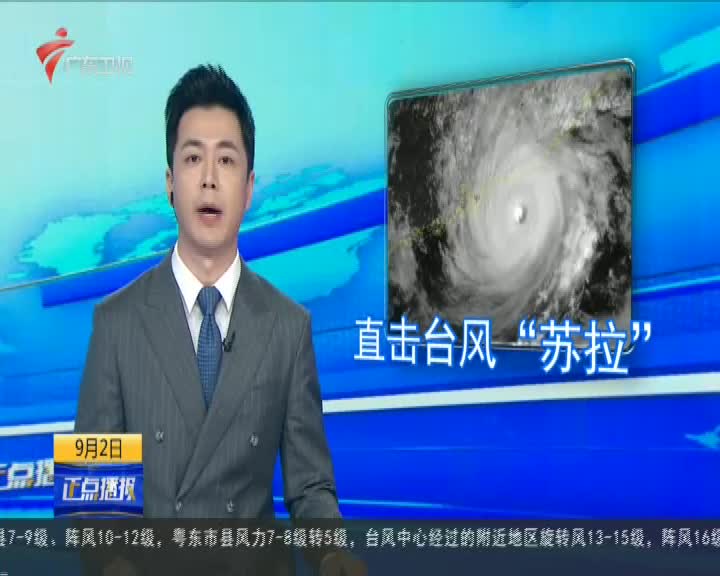 广东卫视
直击台风“苏拉”
9月2日
正点播报
县7-9级、阵风10-12级，粤东市县风力7-8级转5级，台风中心经过的附近地区旋转风13-15级，阵风16级